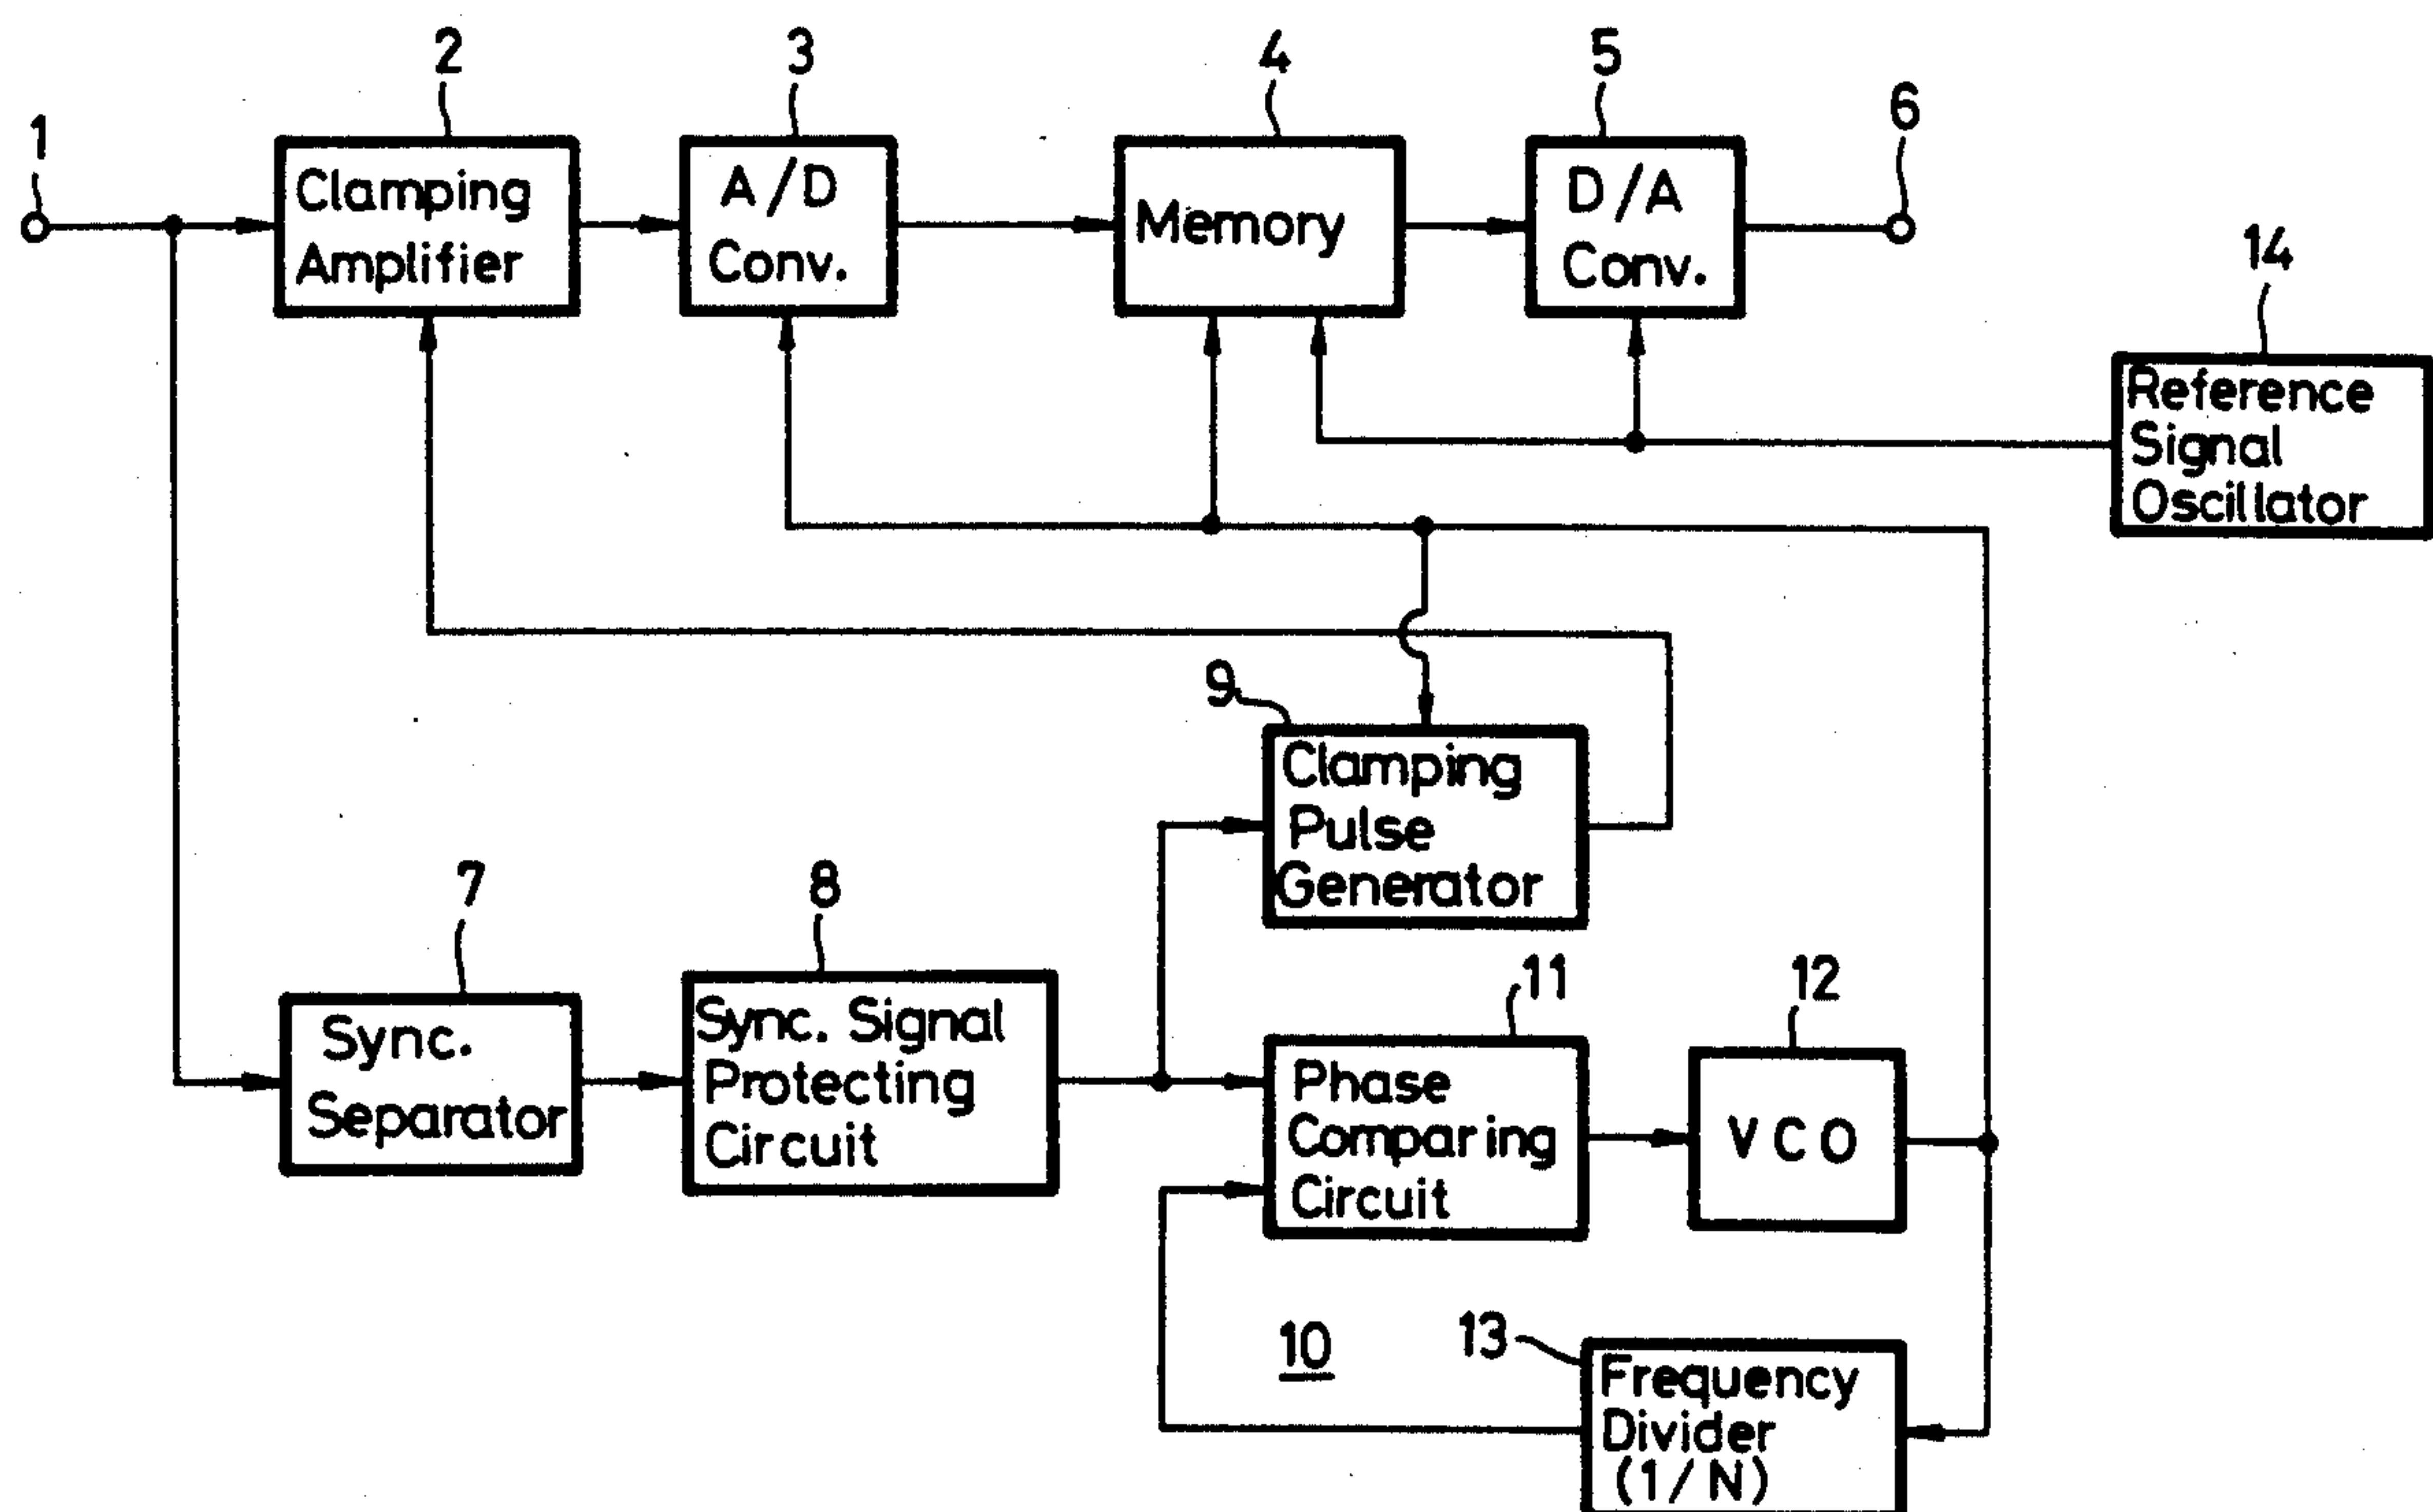 1
2
3
4
5
6
Clamping
Amplifier
A/D
Conv.
Memory
D/A
Conv.
14
Reference
Signal
Oscillator
9
Clamping
Pulse
Generator
7
Sync.
Separator
8
Sync. Signal
Protecting
Circuit
11
Phase
Comparing
Circuit
12
VCO
10
13
Frequency
Divider
(1/N)